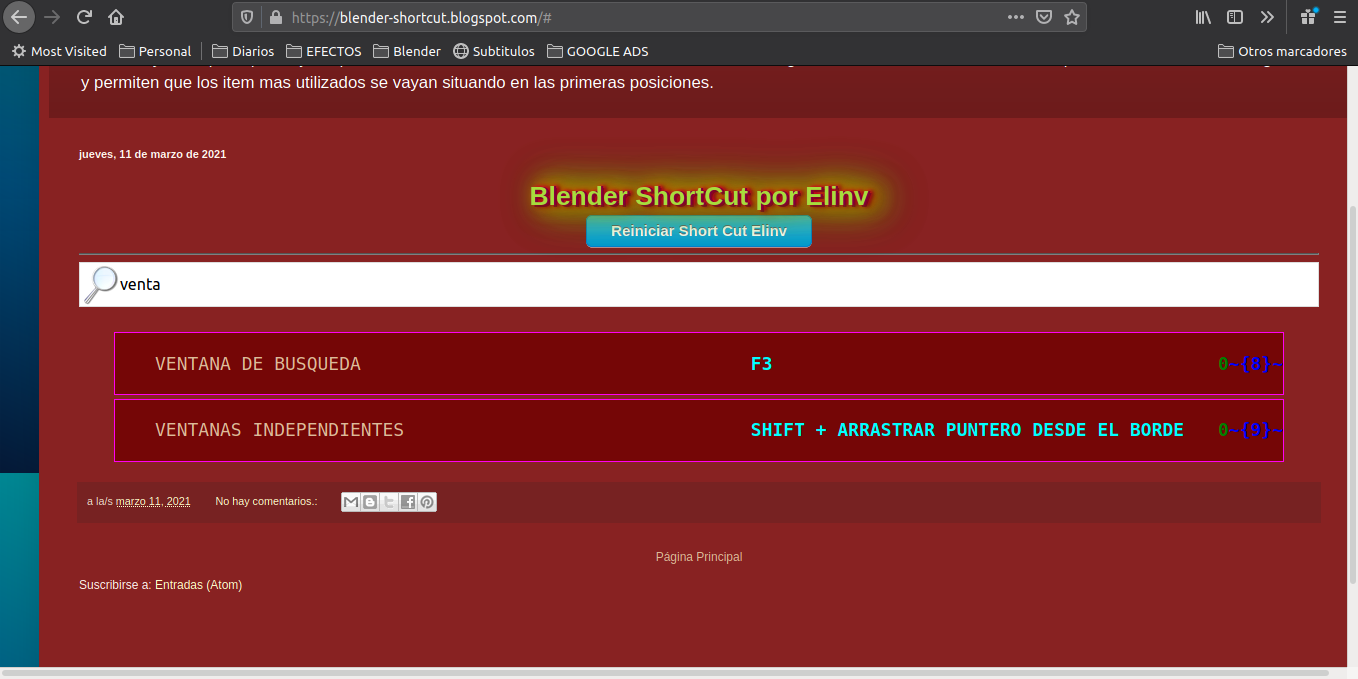 https://blender-shortcut.blogspot.com/#
Most Visited Personal Diarios EFECTOS Blender Subtitulos GOOGLE ADS Otros marcadores
y permiten que los item mas utilizados se vayan situando en las primeras posiciones.
jueves, 11 de marzo de 2021
Blender ShortCut por Elinv
Reiniciar Short Cut Elinv
venta
VENTANA DE BUSQUEDA F3 0~{8}~
VENTANAS INDEPENDIENTES SHIFT + ARRASTRAR PUNTERO DESDE EL BORDE 0~{9}~
a la/s marzo 11, 2021 No hay comentarios.:
Página Principal
Suscribirse a: Entradas (Atom)